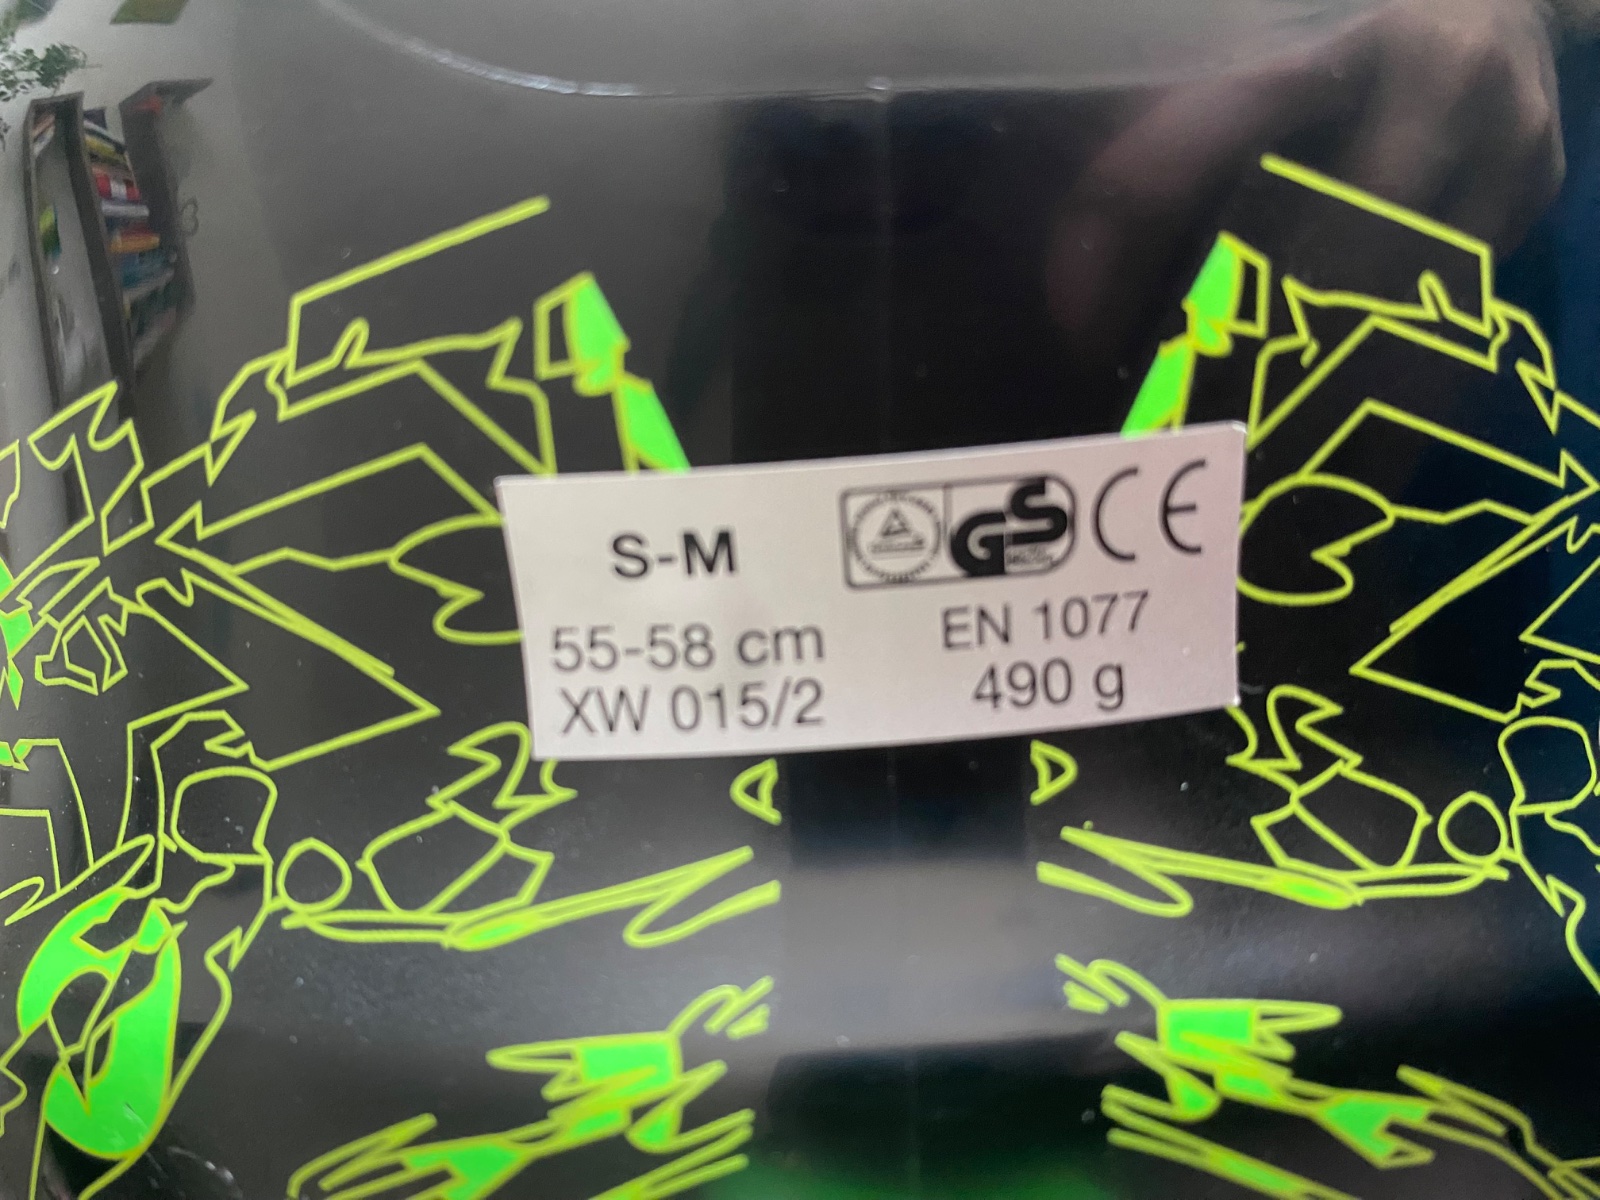 S-M
GS
CE
55-58 cm
EN 1077
XW 015/2
490 g